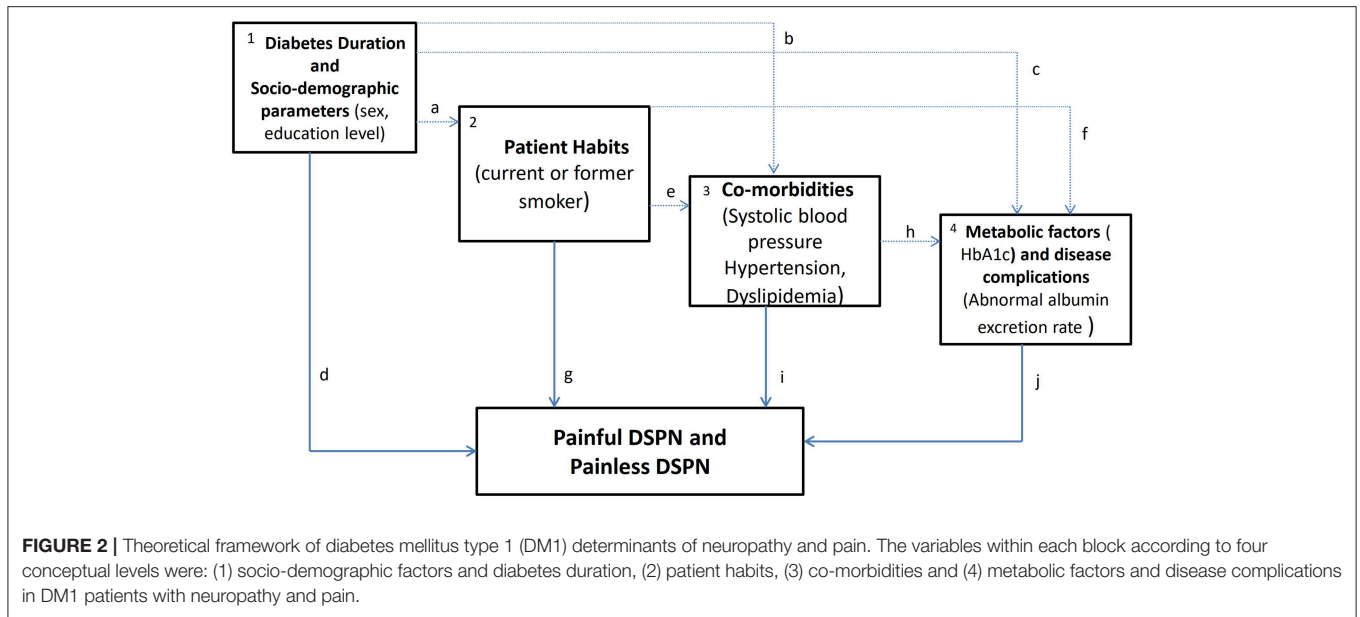 1 Diabetes Duration
and
Socio-demographic
parameters (sex,
education level)
a
b
c
2
Patient Habits
(current or former
smoker)
f
e
3 Co-morbidities
(Systolic blood
pressure
Hypertension,
Dyslipidemia)
h
4 Metabolic factors (
HbA1c) and disease
complications
(Abnormal albumin
excretion rate )
d
g
i
j
Painful DSPN and
Painless DSPN
FIGURE 2 | Theoretical framework of diabetes mellitus type 1 (DM1) determinants of neuropathy and pain. The variables within each block according to four
conceptual levels were: (1) socio-demographic factors and diabetes duration, (2) patient habits, (3) co-morbidities and (4) metabolic factors and disease complications
in DM1 patients with neuropathy and pain.